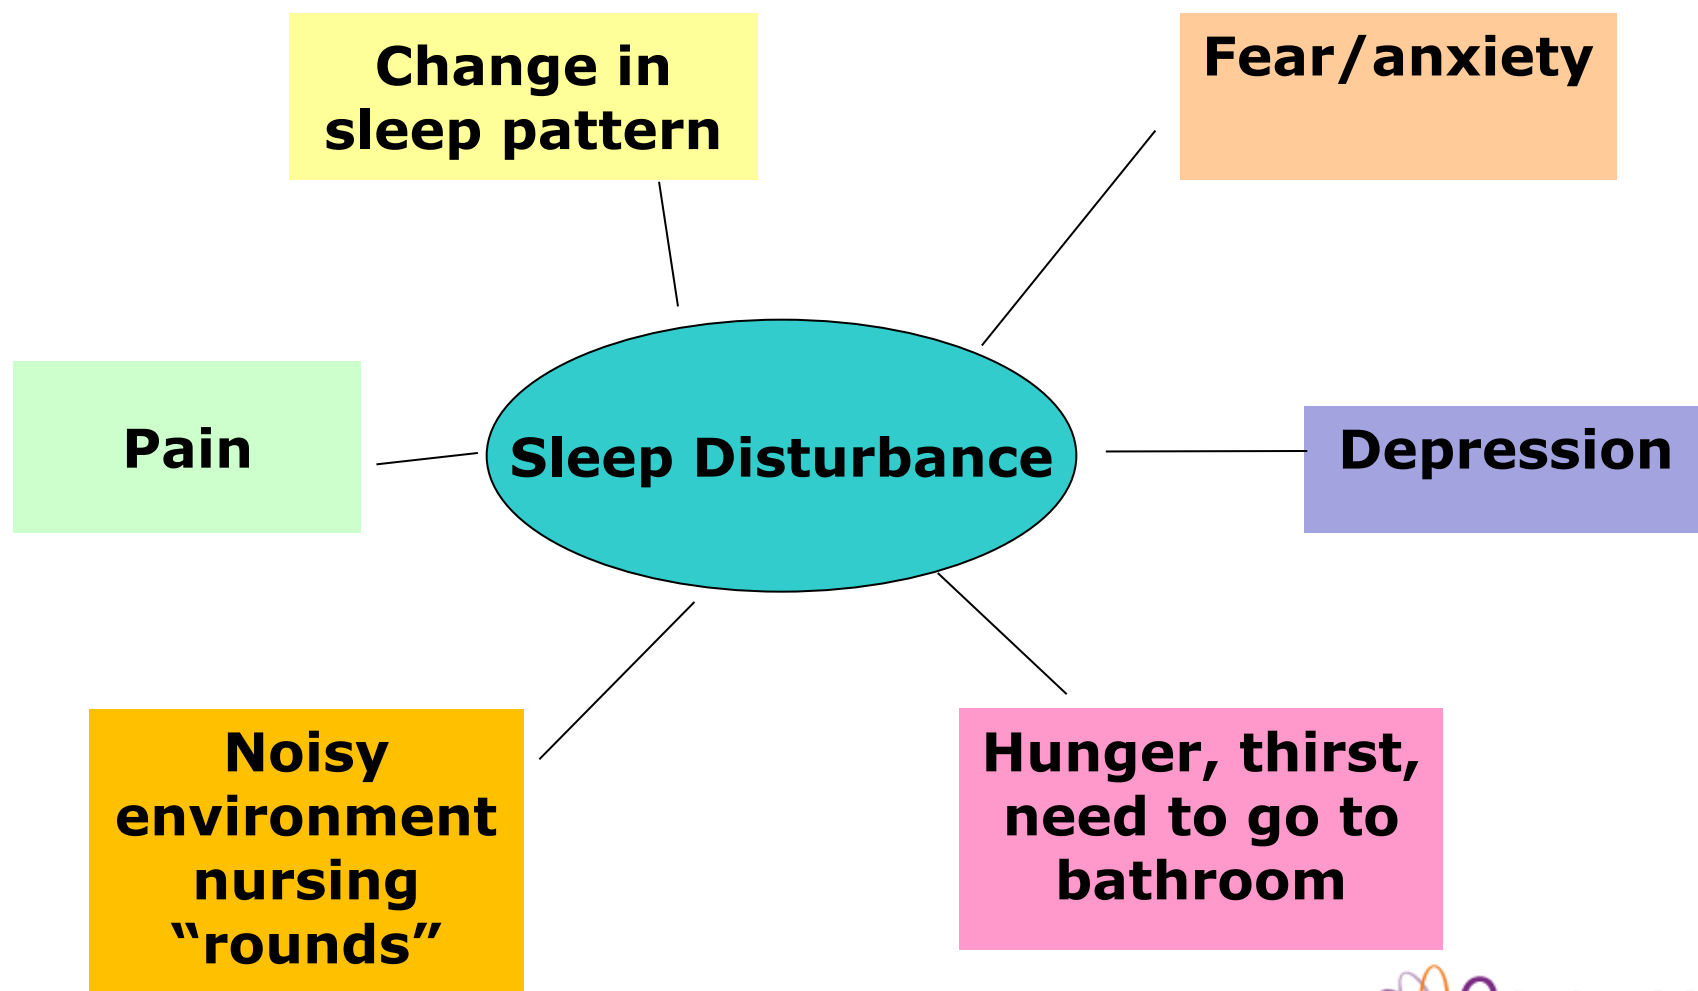 Change in
sleep pattern
Fear/anxiety
Pain
Sleep Disturbance
Depression
Noisy
environment
nursing
“rounds”
Hunger, thirst,
need to go to
bathroom